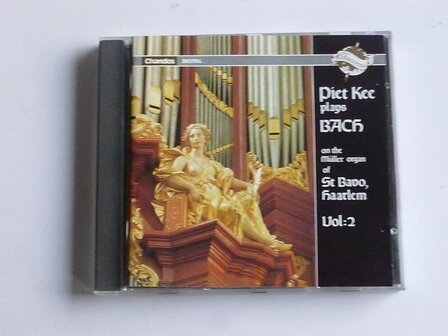 Chandos DIGITAL
Piet Kee
plays
BACH
on the
Müller organ
of
St Bavo,
Haarlem
Vol:2